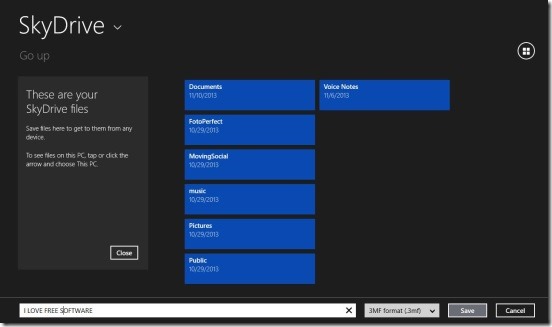 SkyDrive
Go up
These are your
SkyDrive files
Save files here to get to them from any
device.
To see files on this PC, tap or click the
arrow and choose This PC.
Close
Documents
11/10/2013
FotoPerfect
10/29/2013
MovingSocial
10/29/2013
music
10/29/2013
Pictures
10/29/2013
Public
10/29/2013
Voice Notes
11/6/2013
I LOVE FREE SOFTWARE
3MF format (.3mf)
Save
Cancel